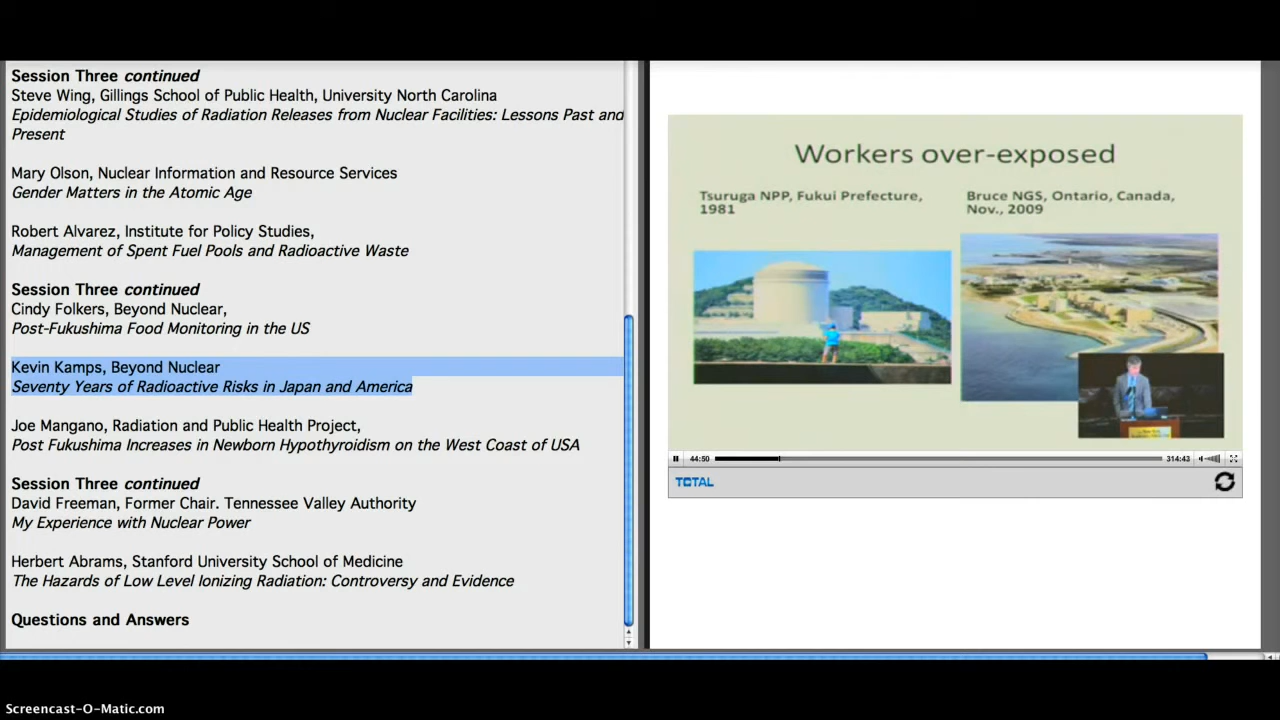 Session Three continued
Steve Wing, Gillings School of Public Health, University North Carolina
Epidemiological Studies of Radiation Releases from Nuclear Facilities: Lessons Past and
Present
Mary Olson, Nuclear Information and Resource Services
Gender Matters in the Atomic Age
Robert Alvarez, Institute for Policy Studies,
Management of Spent Fuel Pools and Radioactive Waste
Session Three continued
Cindy Folkers, Beyond Nuclear,
Post-Fukushima Food Monitoring in the US
Kevin Kamps, Beyond Nuclear
Seventy Years of Radioactive Risks in Japan and America
Joe Mangano, Radiation and Public Health Project,
Post Fukushima Increases in Newborn Hypothyroidism on the West Coast of USA
Session Three continued
David Freeman, Former Chair. Tennessee Valley Authority
My Experience with Nuclear Power
Herbert Abrams, Stanford University School of Medicine
The Hazards of Low Level Ionizing Radiation: Controversy and Evidence
Questions and Answers
Workers over-exposed
Tsuruga NPP, Fukui Prefecture,
1981
Bruce NGS, Ontario, Canada,
Nov., 2009
44:50
314:43
TOTAL
Screencast-O-Matic.com